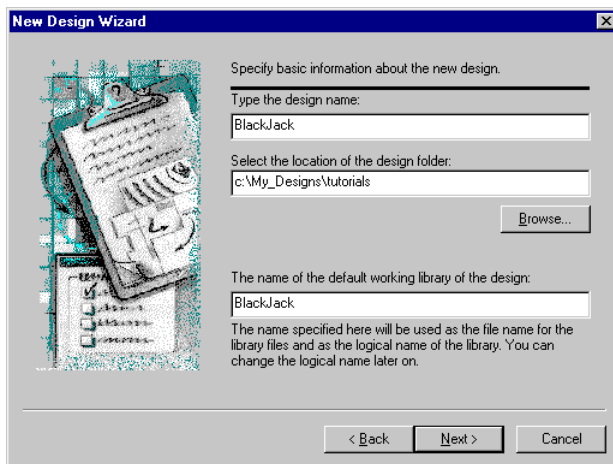 New Design Wizard
Specify basic information about the new design.
Type the design name:
BlackJack
Select the location of the design folder:
c:\My_Designs\tutorials
Browse...
The name of the default working library of the design:
BlackJack
The name specified here will be used as the file name for the
library files and as the logical name of the library. You can
change the logical name later on.
< Back Next > Cancel